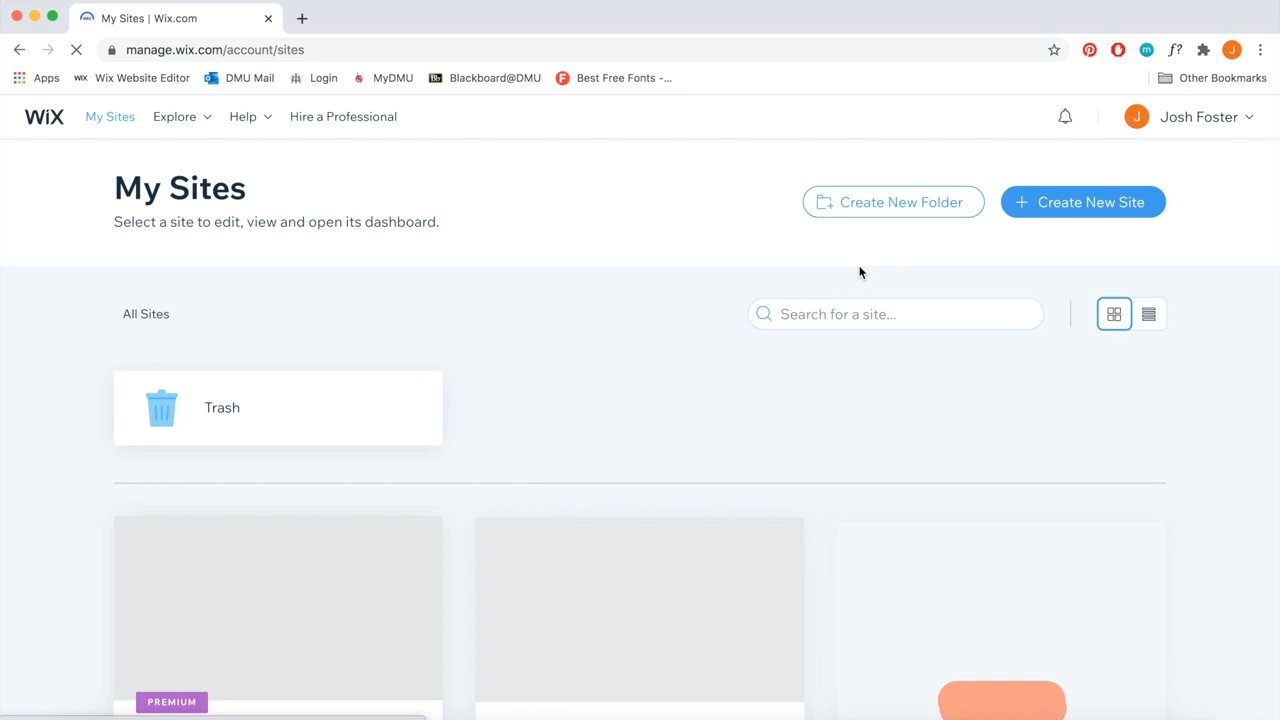 My Sites | Wix.com
manage.wix.com/account/sites
f?
J
Apps
WiX Wix Website Editor
DMU Mail
Login
MyDMU
Bb Blackboard@DMU
F Best Free Fonts -...
Other Bookmarks
WiX
My Sites
Explore
Help
Hire a Professional
J
Josh Foster
My Sites
Select a site to edit, view and open its dashboard.
Create New Folder
+ Create New Site
All Sites
Search for a site...
Trash
PREMIUM